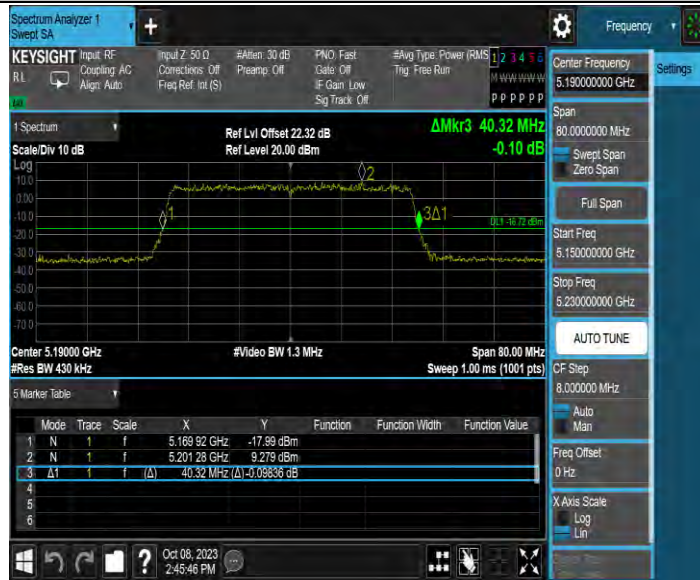 Spectrum Analyzer 1
Swept SA
+
Frequency
KEYSIGHT
Input: RF
Coupling: AC
Align: Auto
RL
Input Z: 50 Ω
Corrections: Off
Freq Ref: Int (S)
#Atten: 30 dB
Preamp: Off
PNO: Fast
Gate: Off
IF Gain: Low
Sig Track: Off
#Avg Type: Power (RMS
Trig: Free Run
1 2 3 4 5 6
M W W W W W
P P P P P P
Center Frequency
5.190000000 GHz
Settings
Span
80.0000000 MHz
Swept Span
Zero Span
Full Span
Start Freq
5.150000000 GHz
Stop Freq
5.230000000 GHz
AUTO TUNE
CF Step
8.000000 MHz
Auto
Man
Freq Offset
0 Hz
X Axis Scale
Log
Lin
1 Spectrum
Scale/Div 10 dB
Ref Lvl Offset 22.32 dB
Ref Level 20.00 dBm
ΔMkr3 40.32 MHz
-0.10 dB
Log
10.0
0.00
-10.0
-20.0
-30.0
-40.0
-50.0
-60.0
-70.0
1
2
3Δ1
DL1 -16.72 dBm
Center 5.19000 GHz
#Res BW 430 kHz
#Video BW 1.3 MHz
Span 80.00 MHz
Sweep 1.00 ms (1001 pts)
5 Marker Table
Mode Trace Scale X Y Function Function Width Function Value
1 N 1 f 5.169 92 GHz -17.99 dBm
2 N 1 f 5.201 28 GHz 9.279 dBm
3 Δ1 1 f (Δ) 40.32 MHz (Δ) -0.09836 dB
4
5
6
?
Oct 08, 2023
2:45:46 PM